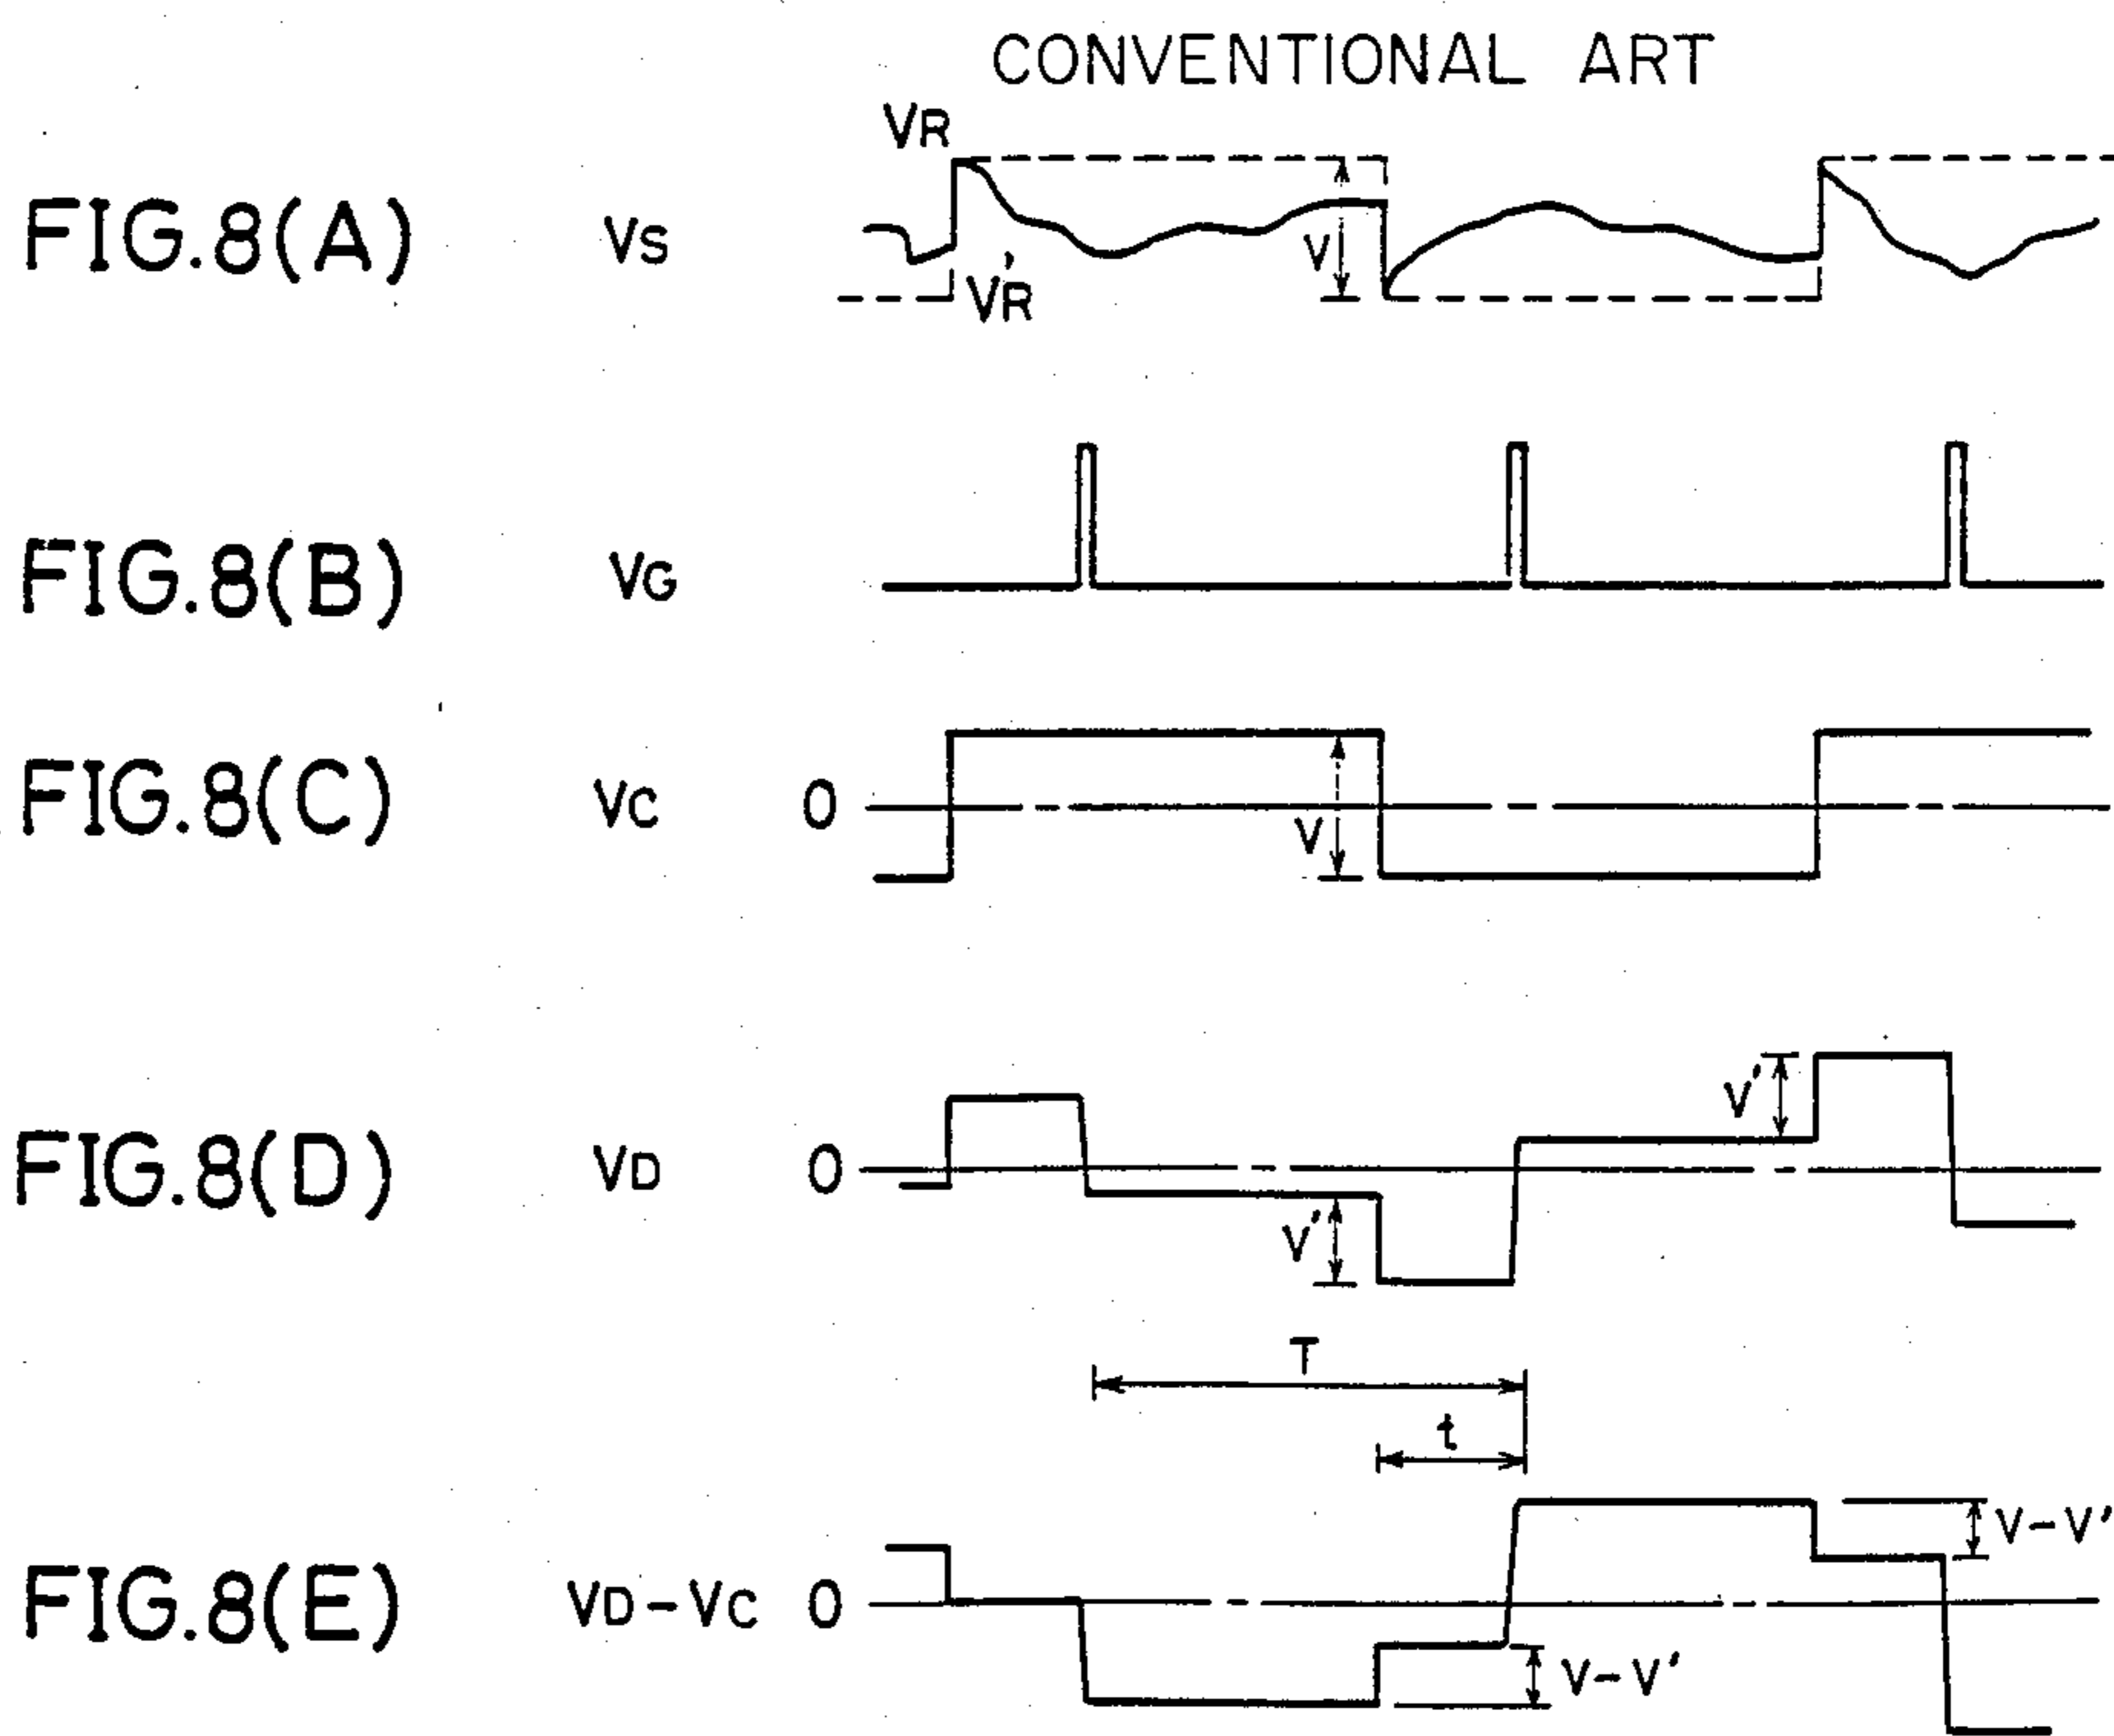 CONVENTIONAL ART
FIG.8(A) VS VR V'R V
FIG.8(B) VG
FIG.8(C) VC 0 V
FIG.8(D) VD 0 V' V'
T
t
FIG.8(E) VD-VC 0 V-V' V-V'